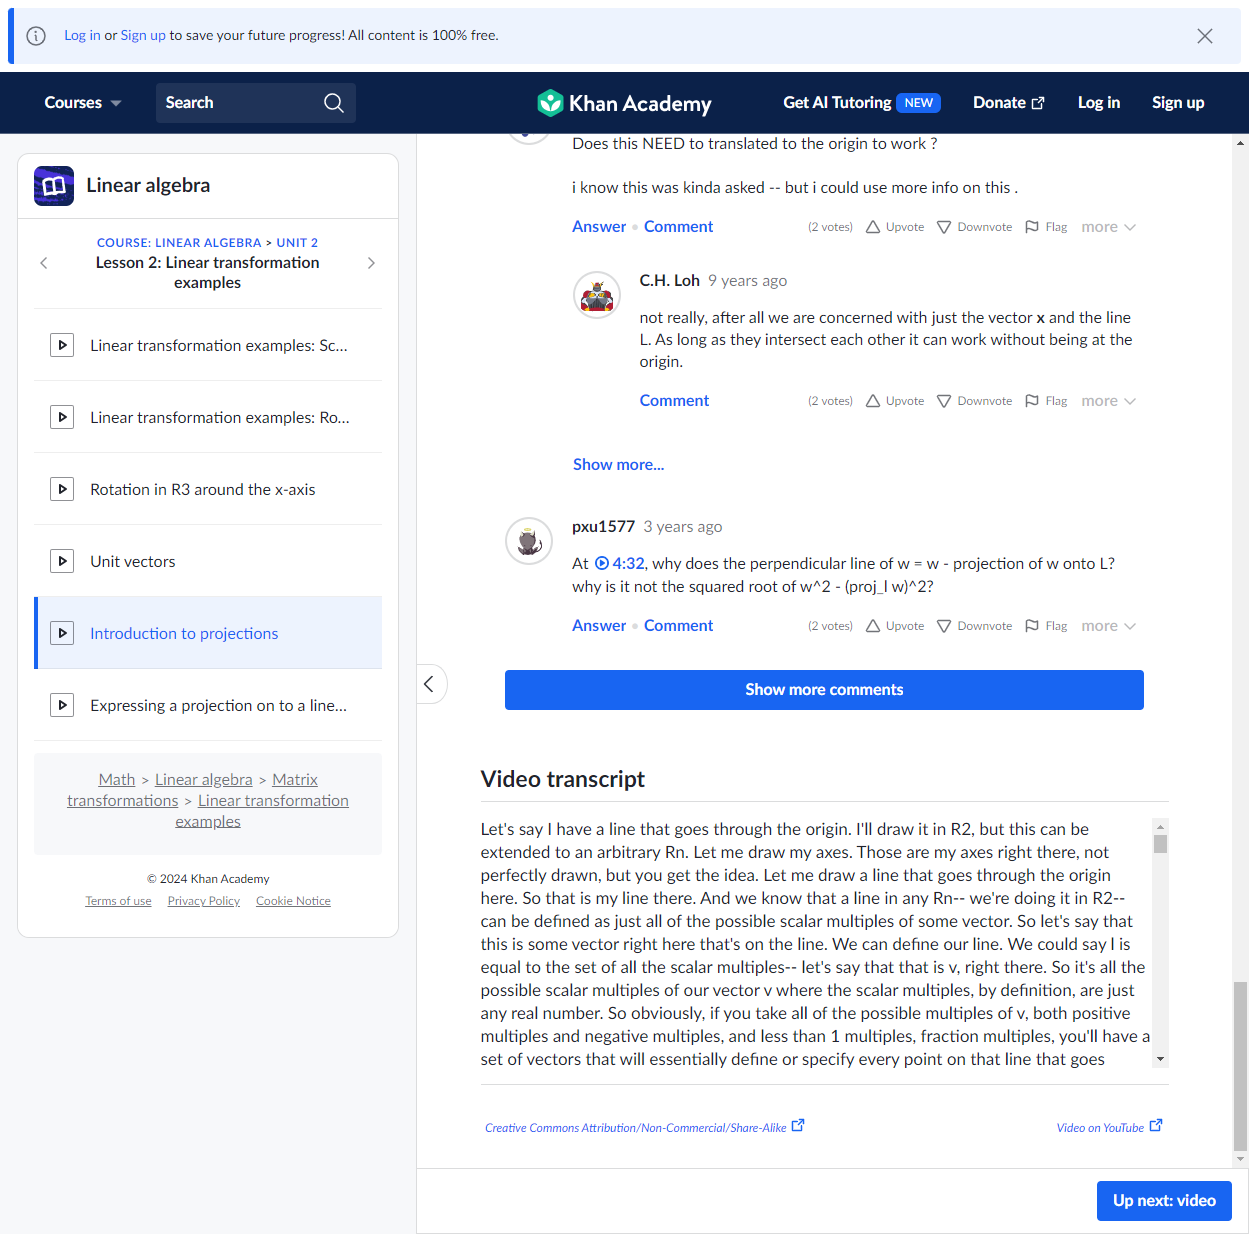 Log in or Sign up to save your future progress! All content is 100% free.
Courses
Search
Khan Academy
Get AI Tutoring NEW
Donate
Log in
Sign up
Linear algebra
COURSE: LINEAR ALGEBRA > UNIT 2
Lesson 2: Linear transformation
examples
Linear transformation examples: Sc...
Linear transformation examples: Ro...
Rotation in R3 around the x-axis
Unit vectors
Introduction to projections
Expressing a projection on to a line...
Math > Linear algebra > Matrix
transformations > Linear transformation
examples
© 2024 Khan Academy
Terms of use Privacy Policy Cookie Notice
Does this NEED to translated to the origin to work ?
i know this was kinda asked -- but i could use more info on this .
Answer • Comment (2 votes) Upvote Downvote Flag more
C.H. Loh 9 years ago
not really, after all we are concerned with just the vector x and the line
L. As long as they intersect each other it can work without being at the
origin.
Comment (2 votes) Upvote Downvote Flag more
Show more...
pxu1577 3 years ago
At 4:32, why does the perpendicular line of w = w - projection of w onto L?
why is it not the squared root of w^2 - (proj_l w)^2?
Answer • Comment (2 votes) Upvote Downvote Flag more
Show more comments
Video transcript
Let's say I have a line that goes through the origin. I'll draw it in R2, but this can be
extended to an arbitrary Rn. Let me draw my axes. Those are my axes right there, not
perfectly drawn, but you get the idea. Let me draw a line that goes through the origin
here. So that is my line there. And we know that a line in any Rn-- we're doing it in R2--
can be defined as just all of the possible scalar multiples of some vector. So let's say that
this is some vector right here that's on the line. We can define our line. We could say l is
equal to the set of all the scalar multiples-- let's say that that is v, right there. So it's all the
possible scalar multiples of our vector v where the scalar multiples, by definition, are just
any real number. So obviously, if you take all of the possible multiples of v, both positive
multiples and negative multiples, and less than 1 multiples, fraction multiples, you'll have a
set of vectors that will essentially define or specify every point on that line that goes
Creative Commons Attribution/Non-Commercial/Share-Alike
Video on YouTube
Up next: video